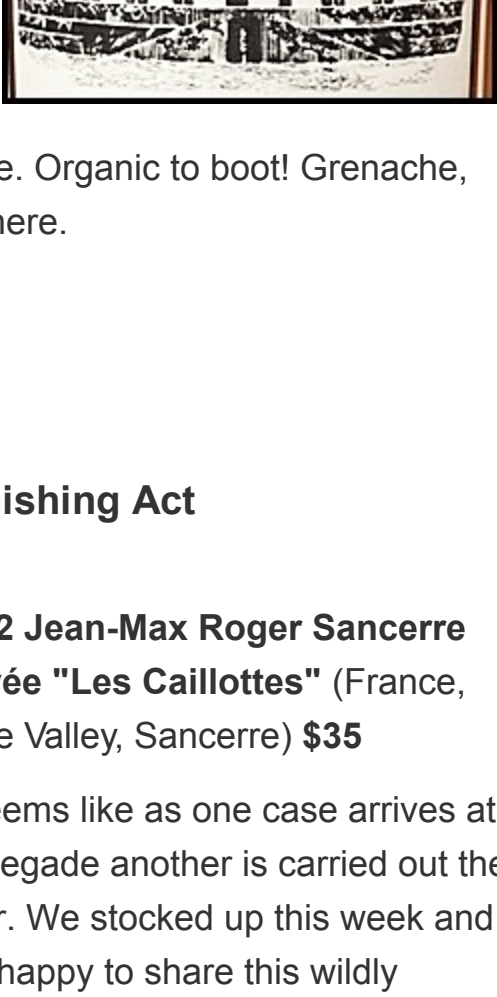 e. Organic to boot! Grenache,
here.
ishing Act
2 Jean-Max Roger Sancerre
vée "Les Caillottes" (France,
e Valley, Sancerre) $35
eems like as one case arrives at
egade another is carried out the
r. We stocked up this week and
happy to share this wildly